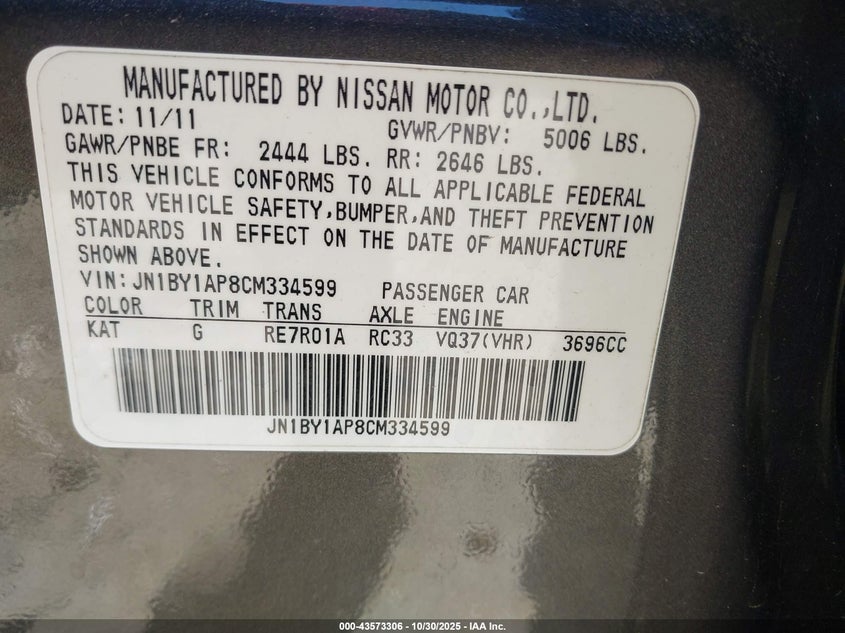 MANUFACTURED BY NISSAN MOTOR CO.,LTD.
DATE: 11/11 GVWR/PNBV: 5006 LBS.
GAWR/PNBE FR: 2444 LBS. RR: 2646 LBS.
THIS VEHICLE CONFORMS TO ALL APPLICABLE FEDERAL
MOTOR VEHICLE SAFETY,BUMPER,AND THEFT PREVENTION
STANDARDS IN EFFECT ON THE DATE OF MANUFACTURE
SHOWN ABOVE.
VIN:JN1BY1AP8CM334599 PASSENGER CAR
COLOR TRIM TRANS AXLE ENGINE
KAT G RE7R01A RC33 VQ37(VHR) 3696CC
JN1BY1AP8CM334599
000-43573306 - 10/30/2025 - IAA Inc.